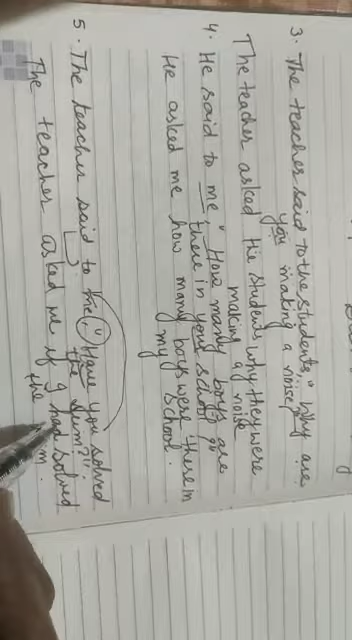 3. The teacher said to the students, "Why are
you making a noise?
The teacher asked the students why they were
making a noise
4. He said to me, "How many boys are
there in your school?"
He asked me how many boys were there in
my school.
5. The teacher said to me, "Have you solved
the sum?"
The teacher asked me if I had solved
the